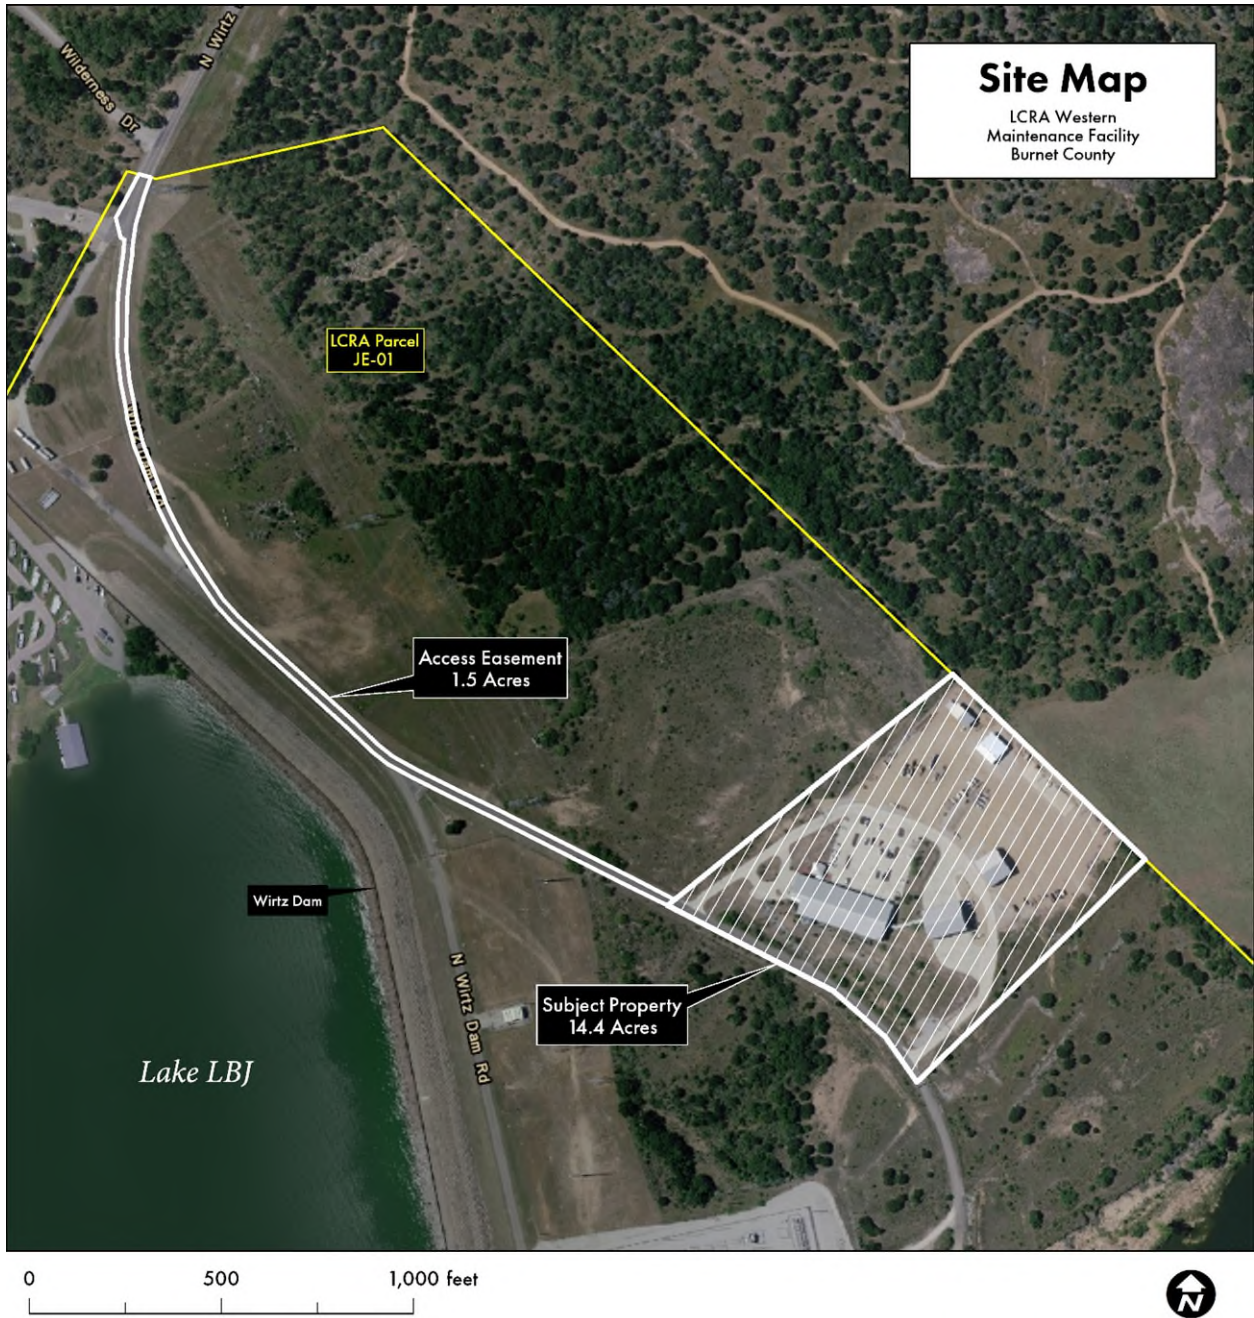 Site Map
LCRA Western
Maintenance Facility
Burnet County
N Wirtz
Wilderness Dr
LCRA Parcel
JE-01
Access Easement
1.5 Acres
Wirtz Dam
N Wirtz Dam Rd
Subject Property
14.4 Acres
Lake LBJ
0 500 1,000 feet
N